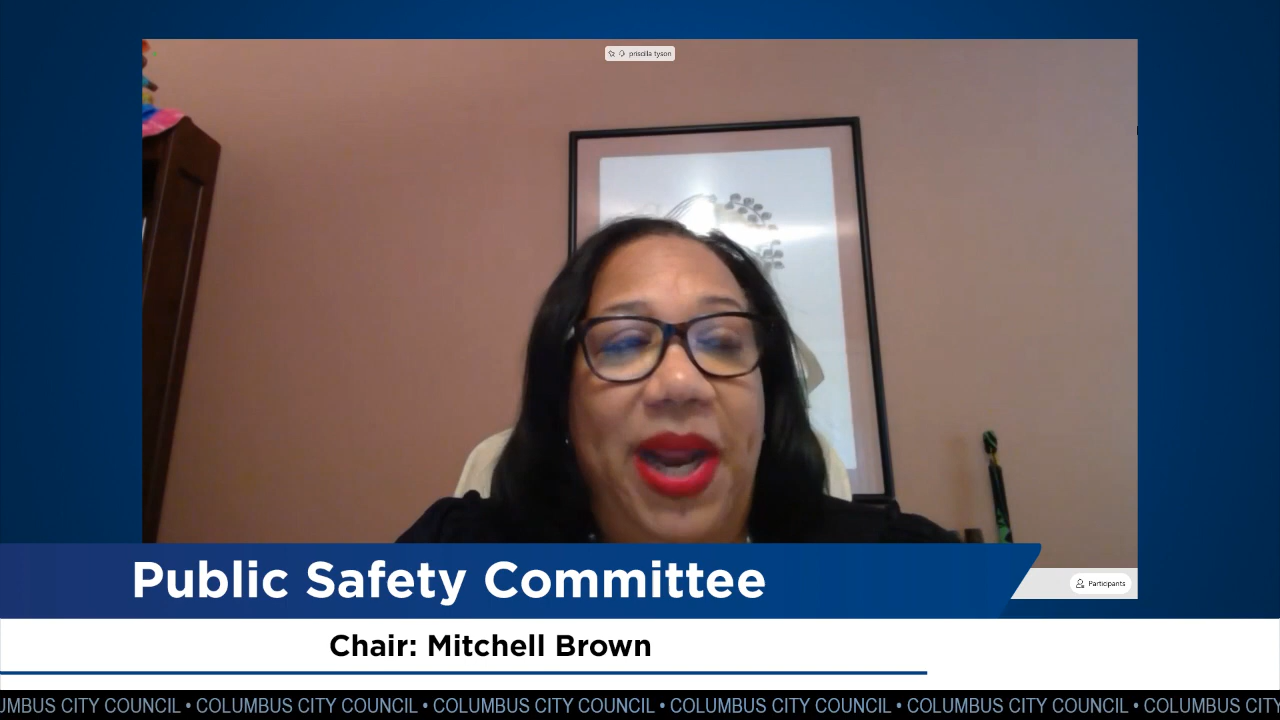 priscilla tyson
Participants
Public Safety Committee
Chair: Mitchell Brown
UMBUS CITY COUNCIL • COLUMBUS CITY COUNCIL • COLUMBUS CITY COUNCIL • COLUMBUS CITY COUNCIL • COLUMBUS CITY COUNCIL • COLUMBUS CITY